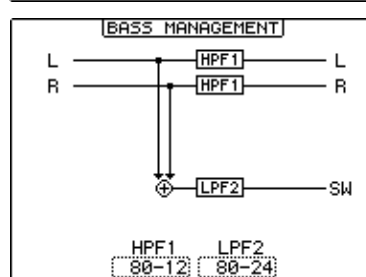 BASS MANAGEMENT
L HPF1 L
R HPF1 R
LPF2 SW
HPF1 LPF2
80-12 80-24